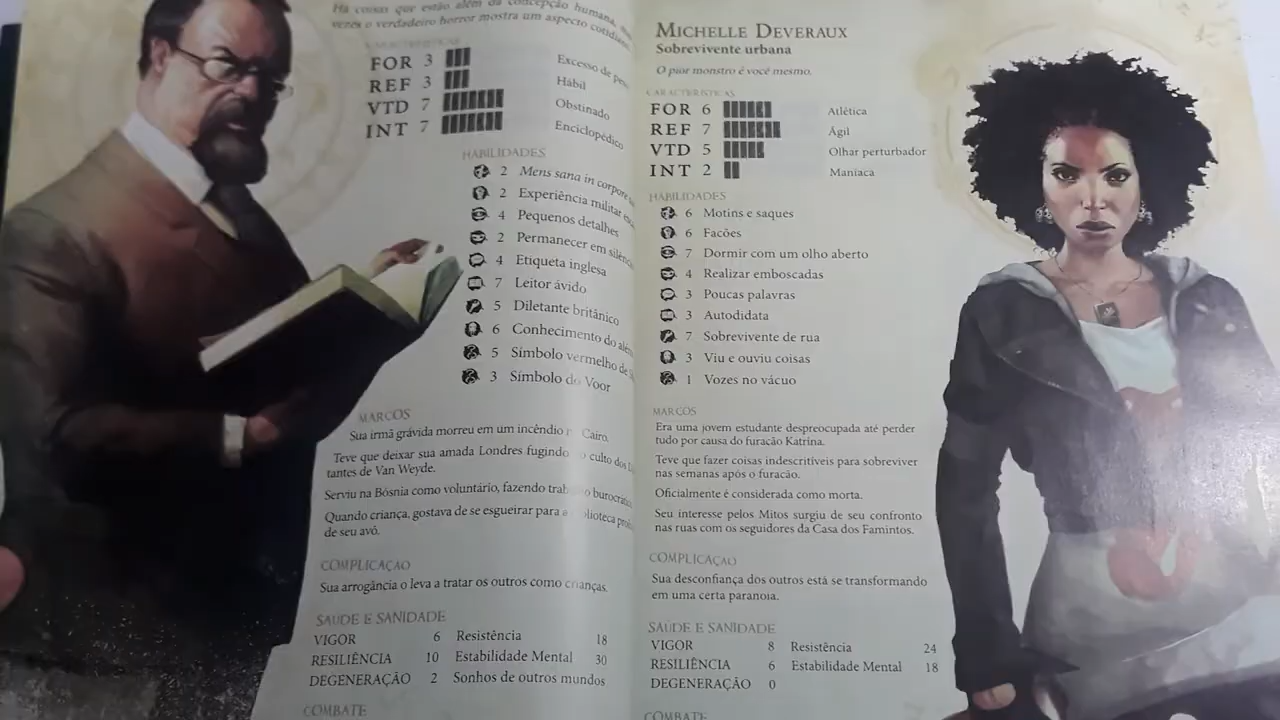 Há coisas que estão além da concepção humana,
vezes o verdadeiro horror mostra um aspecto cotidiano.
CARACTERÍSTICAS
FOR 3 Excesso de
REF 3 Hábil
VTD 7 Obstinado
INT 7 Enciclopédico
HABILIDADES
2 Mens sana in corpore
2 Experiência militar
4 Pequenos detalhes
2 Permanecer em silêncio
4 Etiqueta inglesa
7 Leitor ávido
5 Diletante britânico
6 Conhecimento do além
5 Símbolo vermelho de
3 Símbolo do Voor
MARCOS
Sua irmã grávida morreu em um incêndio Cairo.
Teve que deixar sua amada Londres fugindo culto dos
tantes de Van Weyde.
Serviu na Bósnia como voluntário, fazendo
Quando criança, gostava de se esgueirar para a
de seu avô.
COMPLICAÇÃO
Sua arrogância o leva a tratar os outros como crianças.
SAÚDE E SANIDADE
VIGOR 6 Resistência 18
RESILIÊNCIA 10 Estabilidade Mental 30
DEGENERAÇÃO 2 Sonhos de outros mundos
COMBATE
MICHELLE DEVERAUX
Sobrevivente urbana
O pior monstro é você mesmo.
CARACTERÍSTICAS
FOR 6 Atlética
REF 7 Ágil
VTD 5 Olhar perturbador
INT 2 Maníaca
HABILIDADES
6 Motins e saques
6 Facões
7 Dormir com um olho aberto
4 Realizar emboscadas
3 Poucas palavras
3 Autodidata
7 Sobrevivente de rua
3 Viu e ouviu coisas
1 Vozes no vácuo
MARCOS
Era uma jovem estudante despreocupada até perder
tudo por causa do furacão Katrina.
Teve que fazer coisas indescritíveis para sobreviver
nas semanas após o furacão.
Oficialmente é considerada como morta.
Seu interesse pelos Mitos surgiu de seu confronto
nas ruas com os seguidores da Casa dos Famintos.
COMPLICAÇÃO
Sua desconfiança dos outros está se transformando
em uma certa paranoia.
SAÚDE E SANIDADE
VIGOR 8 Resistência 24
RESILIÊNCIA 6 Estabilidade Mental 18
DEGENERAÇÃO 0
COMBATE